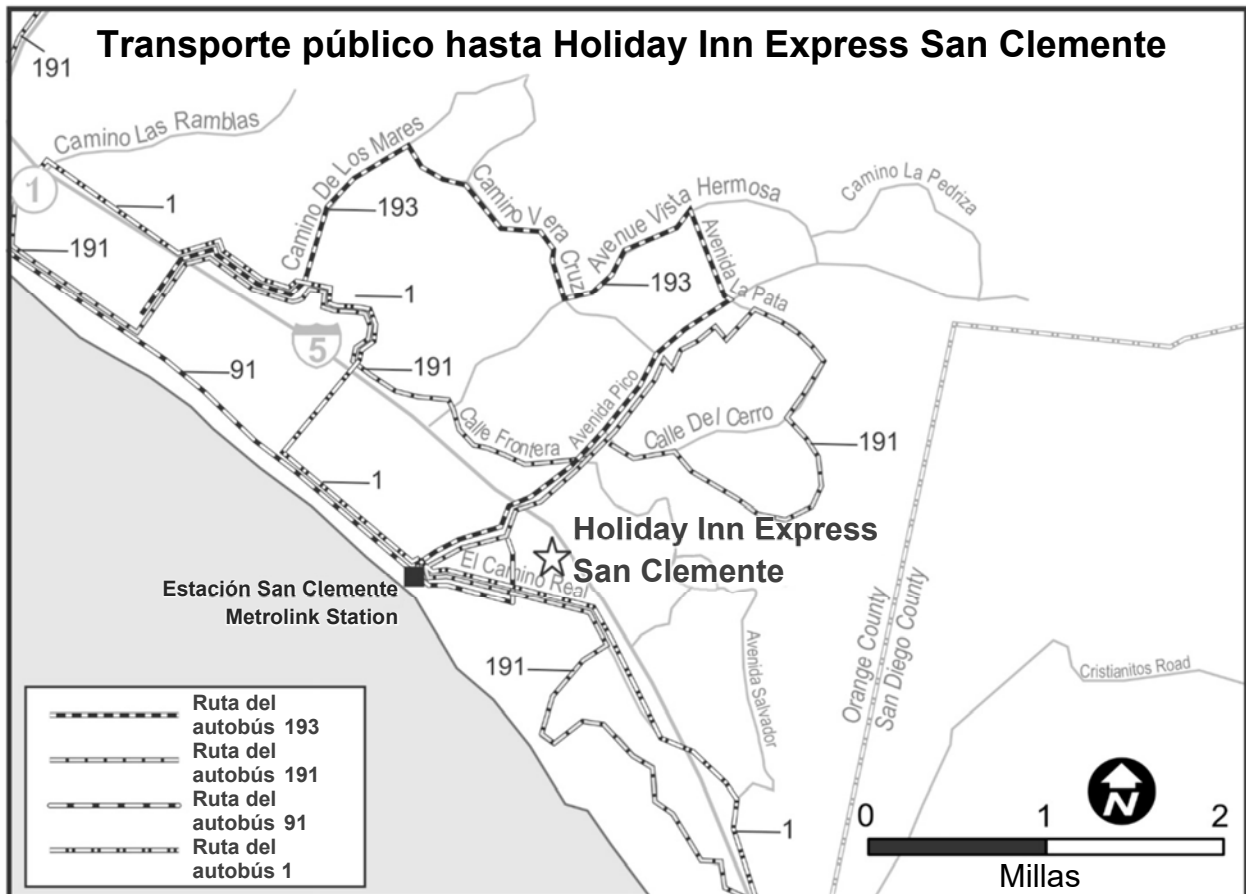 Transporte público hasta Holiday Inn Express San Clemente
191
Camino Las Ramblas
1
1
191
Camino De Los Mares
193
Camino Vera Cruz
Avenue Vista Hermosa
193
Avenida La Pata
Camino La Pedriza
1
5
91
191
Calle Frontera
Avenida Pico
Calle Del Cerro
191
1
Holiday Inn Express
San Clemente
El Camino Real
Estación San Clemente
Metrolink Station
191
Avenida Salvador
Orange County
San Diego County
Cristianitos Road
1
Ruta del
autobús 193
Ruta del
autobús 191
Ruta del
autobús 91
Ruta del
autobús 1
N
0 1 2
Millas